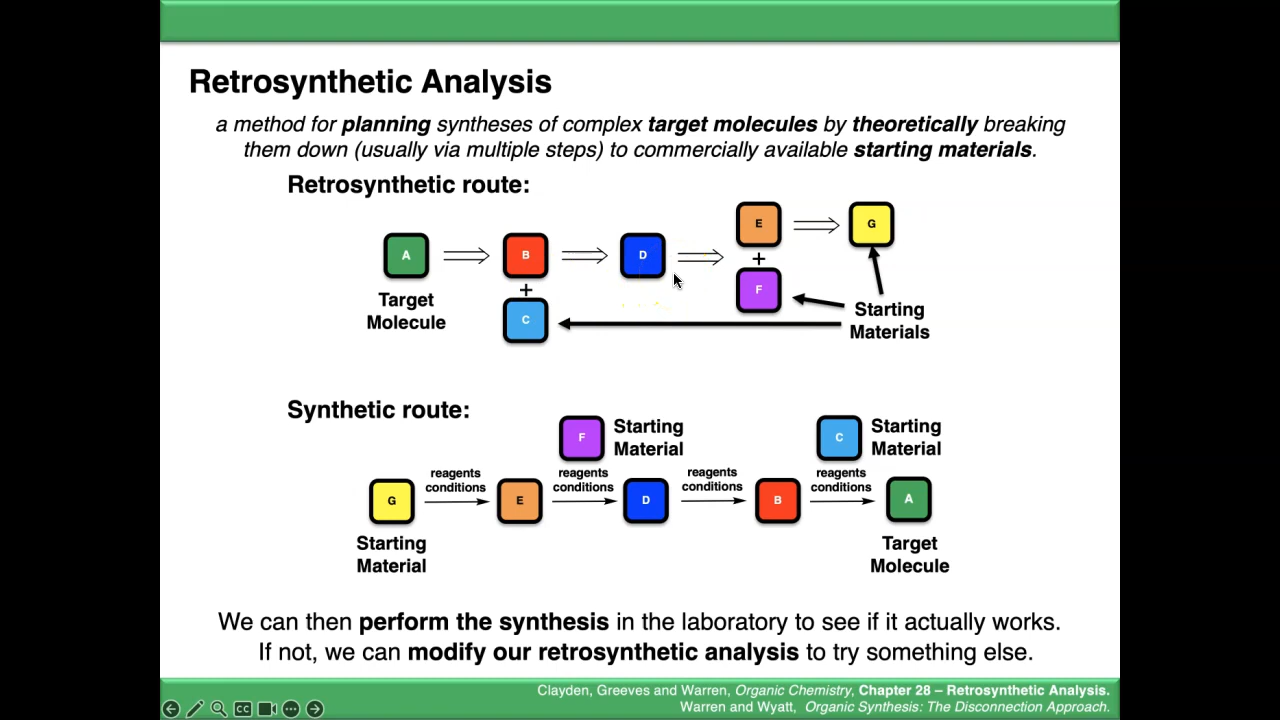 Retrosynthetic Analysis
a method for planning syntheses of complex target molecules by theoretically breaking
them down (usually via multiple steps) to commercially available starting materials.
Retrosynthetic route:
A
Target
Molecule
B
+
C
D
E
+
F
G
Starting
Materials
Synthetic route:
F
Starting
Material
C
Starting
Material
G
reagents
conditions
E
reagents
conditions
D
reagents
conditions
B
reagents
conditions
A
Starting
Material
Target
Molecule
We can then perform the synthesis in the laboratory to see if it actually works.
If not, we can modify our retrosynthetic analysis to try something else.
Clayden, Greeves and Warren, Organic Chemistry, Chapter 28 – Retrosynthetic Analysis.
Warren and Wyatt, Organic Synthesis: The Disconnection Approach.
CC